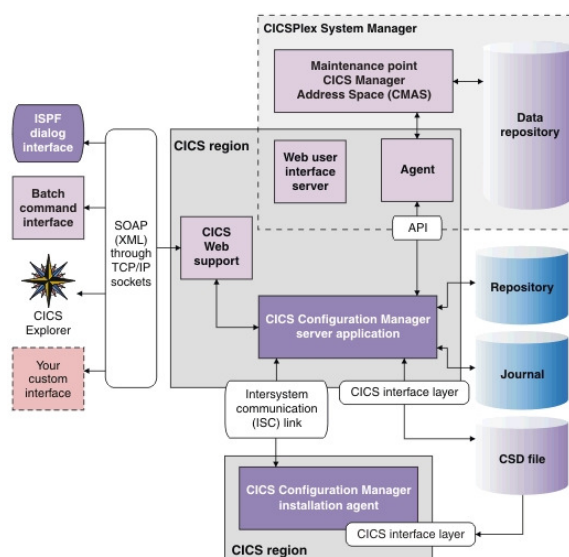 CICSPlex System Manager
Maintenance point
CICS Manager
Address Space (CMAS)
Data
repository
ISPF
dialog
interface
CICS region
Web user
interface
server
Agent
Batch
command
interface
SOAP
(XML)
through
TCP/IP
sockets
CICS
Web
support
API
CICS
Explorer
Repository
CICS Configuration Manager
server application
Your
custom
interface
Journal
Intersystem
communication
(ISC) link
CICS interface layer
CSD file
CICS Configuration Manager
installation agent
CICS interface layer
CICS region